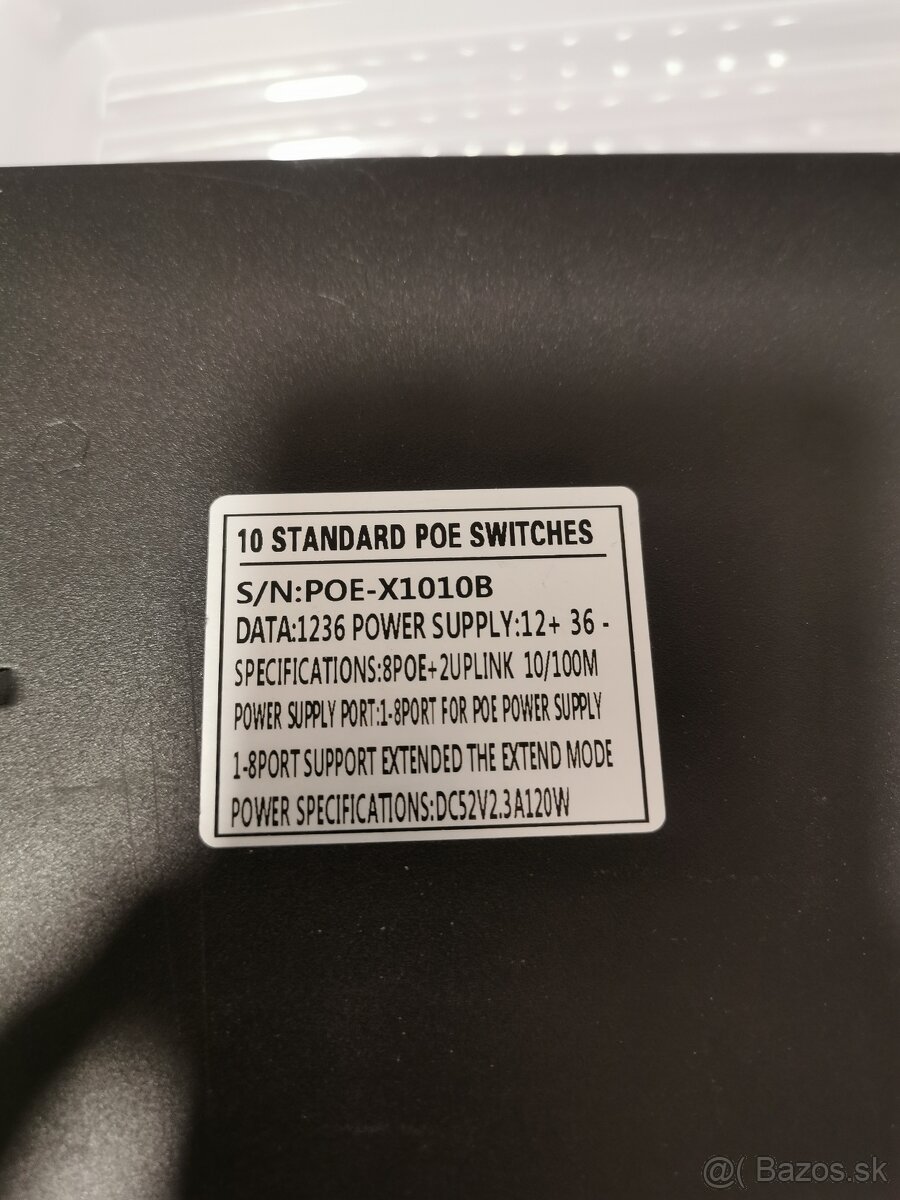 10 STANDARD POE SWITCHES
S/N:POE-X1010B
DATA:1236 POWER SUPPLY:12+ 36 -
SPECIFICATIONS:8POE+2UPLINK 10/100M
POWER SUPPLY PORT:1-8PORT FOR POE POWER SUPPLY
1-8PORT SUPPORT EXTENDED THE EXTEND MODE
POWER SPECIFICATIONS:DC52V2.3A120W
@( Bazos.sk